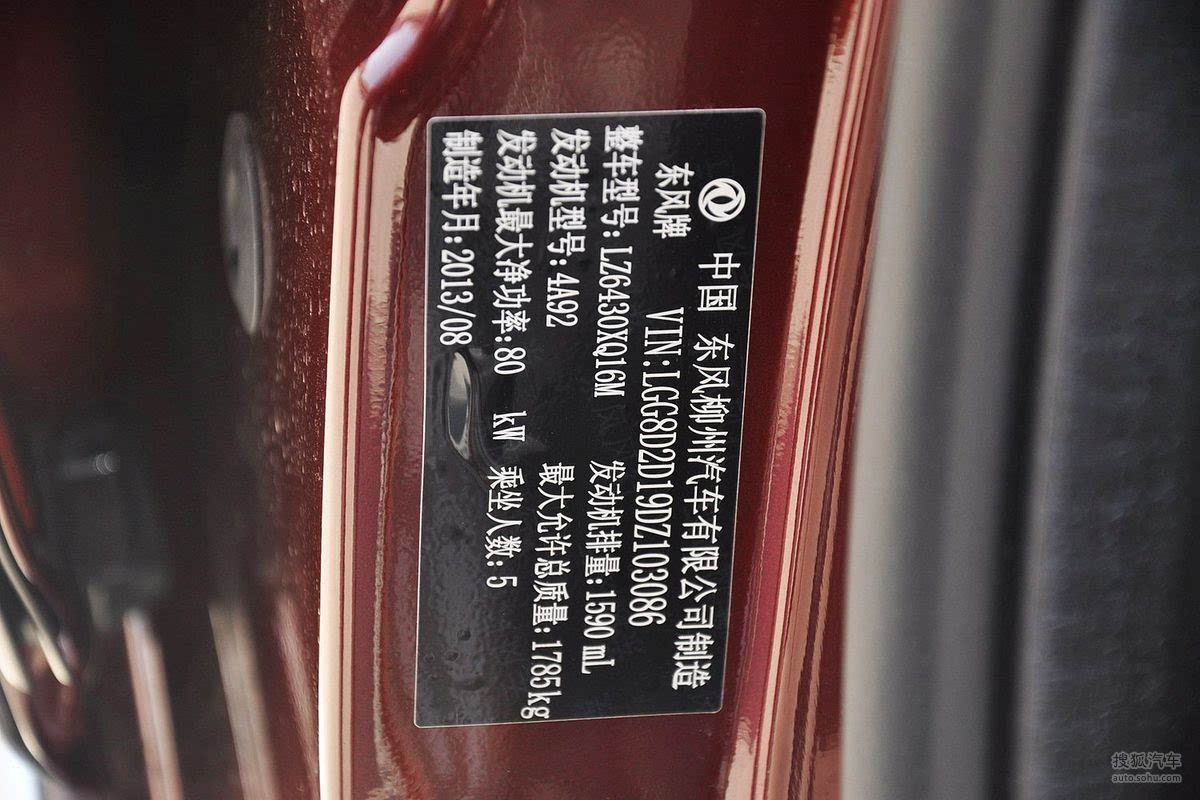 中国 东风柳州汽车有限公司制造
东风牌 VIN:LGG8D2D19DZ103086
整车型号:LZ6430XQ16M 发动机排量:1590 mL
发动机型号:4A92 最大允许总质量:1785kg
发动机最大净功率:80 kW 乘坐人数:5
制造年月:2013/08
搜狐汽车
auto.sohu.com